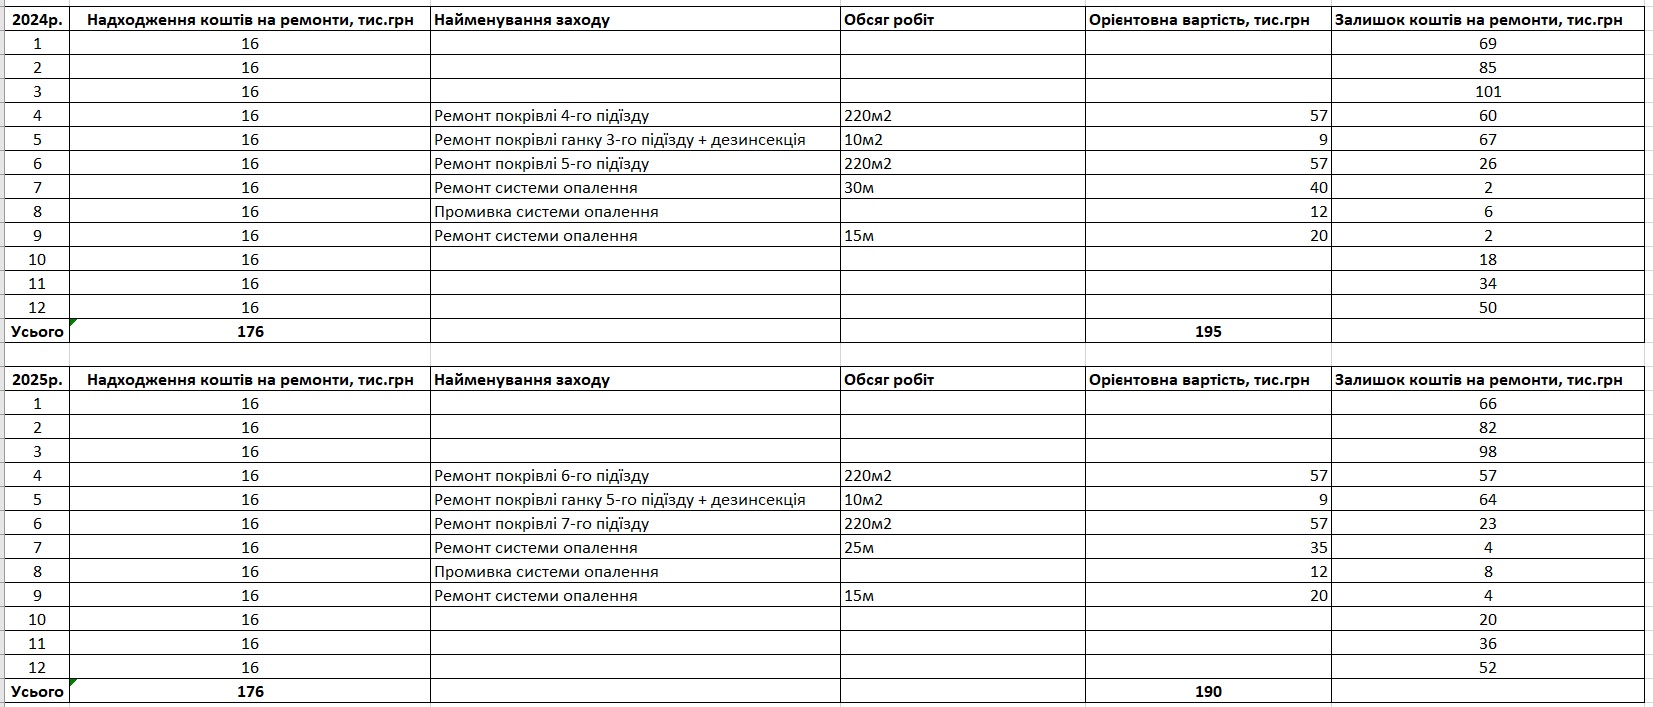 2024р. Надходження коштів на ремонти, тис.грн Найменування заходу Обсяг робіт Орієнтовна вартість, тис.грн Залишок коштів на ремонти, тис.грн
1 16 69
2 16 85
3 16 101
4 16 Ремонт покрівлі 4-го підїзду 220м2 57 60
5 16 Ремонт покрівлі ганку 3-го підїзду + дезинсекція 10м2 9 67
6 16 Ремонт покрівлі 5-го підїзду 220м2 57 26
7 16 Ремонт системи опалення 30м 40 2
8 16 Промивка системи опалення 12 6
9 16 Ремонт системи опалення 15м 20 2
10 16 18
11 16 34
12 16 50
Усього 176 195
2025р. Надходження коштів на ремонти, тис.грн Найменування заходу Обсяг робіт Орієнтовна вартість, тис.грн Залишок коштів на ремонти, тис.грн
1 16 66
2 16 82
3 16 98
4 16 Ремонт покрівлі 6-го підїзду 220м2 57 57
5 16 Ремонт покрівлі ганку 5-го підїзду + дезинсекція 10м2 9 64
6 16 Ремонт покрівлі 7-го підїзду 220м2 57 23
7 16 Ремонт системи опалення 25м 35 4
8 16 Промивка системи опалення 12 8
9 16 Ремонт системи опалення 15м 20 4
10 16 20
11 16 36
12 16 52
Усього 176 190